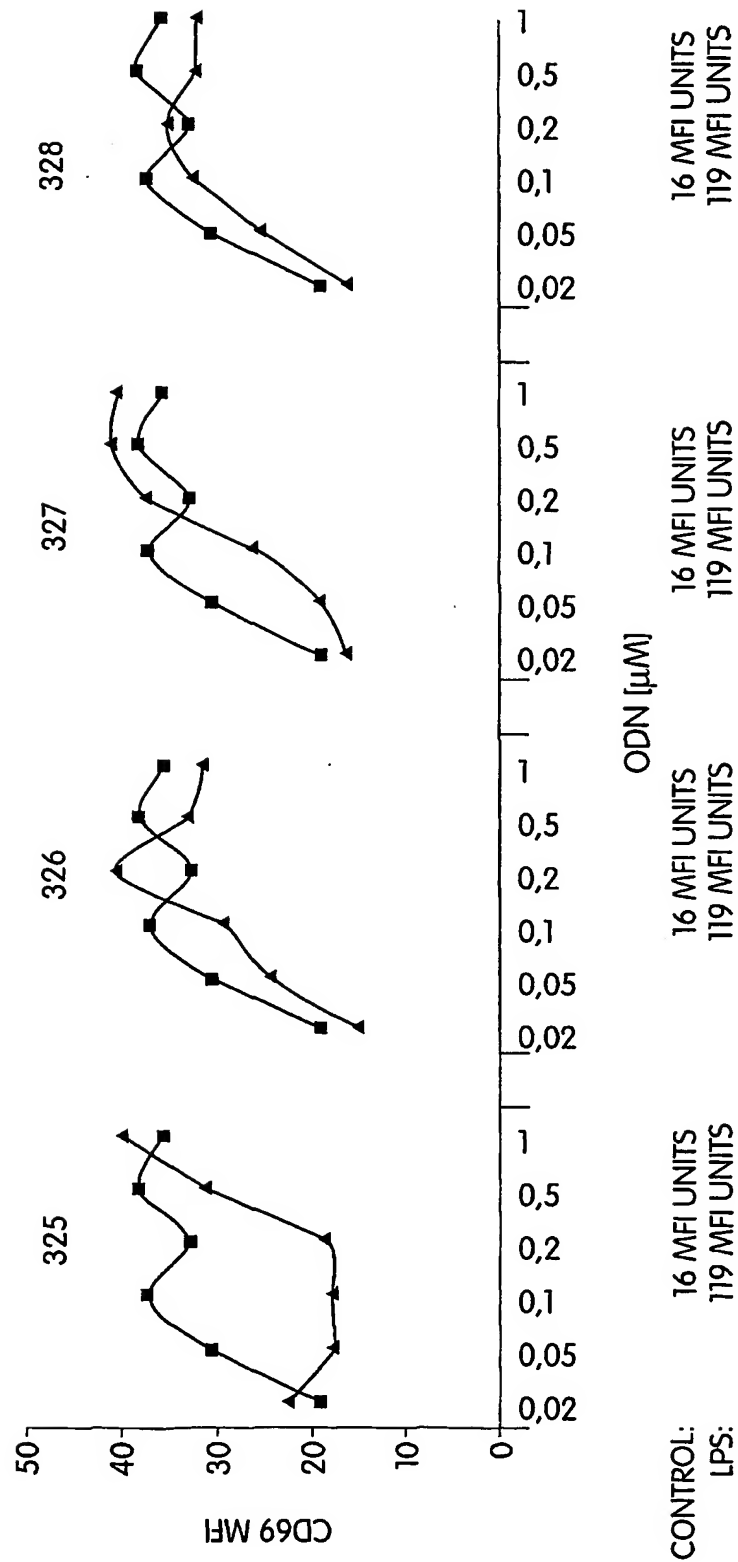 325 326 327 328
50
40
30
20
10
0
CD69 MFI
0,02 0,05 0,1 0,2 0,5 1 0,02 0,05 0,1 0,2 0,5 1 0,02 0,05 0,1 0,2 0,5 1 0,02 0,05 0,1 0,2 0,5 1
ODN [µM]
CONTROL: 16 MFI UNITS 16 MFI UNITS 16 MFI UNITS 16 MFI UNITS
LPS: 119 MFI UNITS 119 MFI UNITS 119 MFI UNITS 119 MFI UNITS